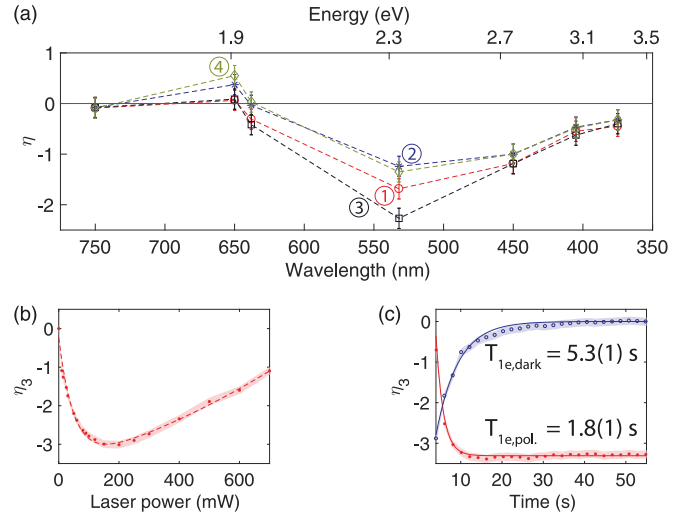 (a)
Energy (eV)
1.9 2.1 2.3 2.7 3.1 3.5
1
0
-1
-2
η
④
②
①
③
750 700 650 600 550 500 450 400 350
Wavelength (nm)
(b)
0
-1
-2
-3
-4
η3
0 200 400 600
Laser power (mW)
(c)
0
-1
-2
-3
η3
T1e,dark = 5.3(1) s
T1e,pol. = 1.8(1) s
10 20 30 40 50
Time (s)